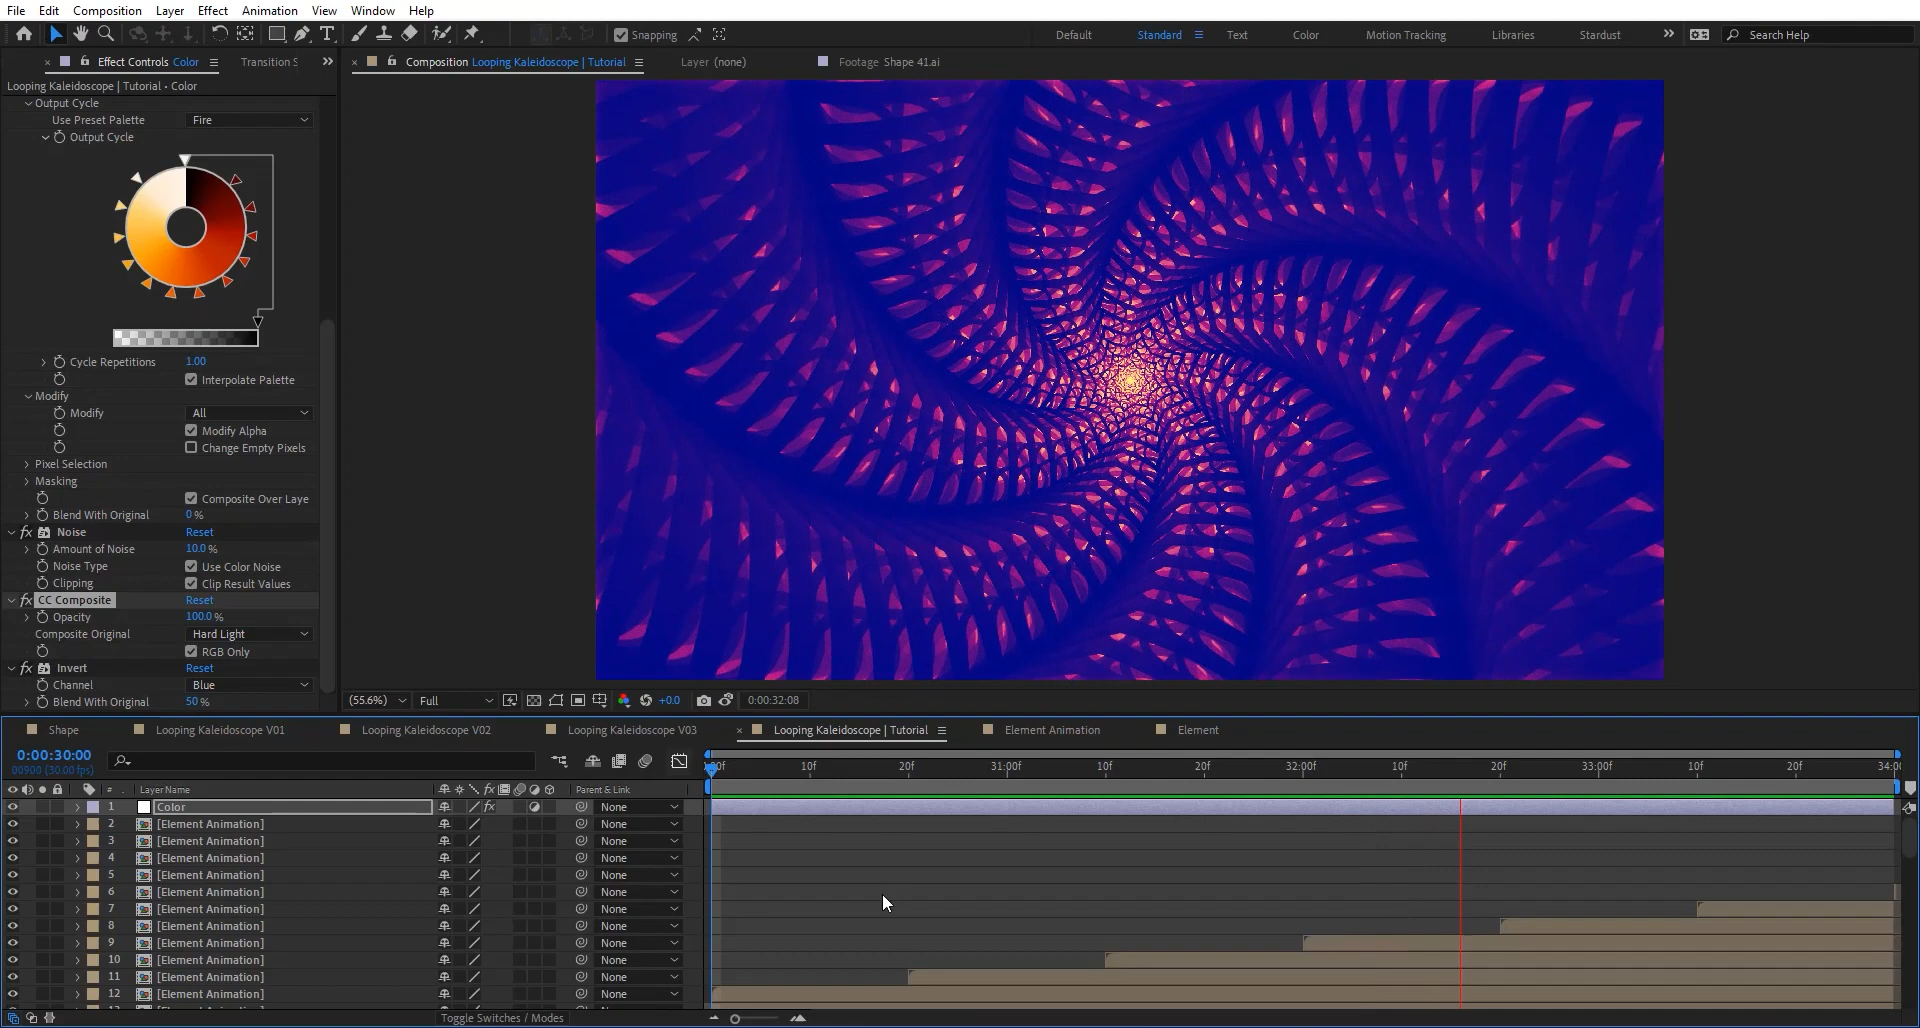 File Edit Composition Layer Effect Animation View Window Help
Snapping Default Standard Text Color Motion Tracking Libraries Stardust Search Help
Effect Controls Color Transition S
Composition Looping Kaleidoscope | Tutorial Layer (none) Footage Shape 41.ai
Looping Kaleidoscope | Tutorial • Color
Output Cycle
Use Preset Palette Fire
Output Cycle
Cycle Repetitions 1.00
Interpolate Palette
Modify
Modify All
Modify Alpha
Change Empty Pixels
Pixel Selection
Masking
Composite Over Laye
Blend With Original 0 %
fx Noise Reset
Amount of Noise 10.0 %
Noise Type Use Color Noise
Clipping Clip Result Values
fx CC Composite Reset
Opacity 100.0 %
Composite Original Hard Light
RGB Only
fx Invert Reset
Channel Blue
Blend With Original 50 %
(55.6%) Full +0.0 0:00:32:08
Shape Looping Kaleidoscope V01 Looping Kaleidoscope V02 Looping Kaleidoscope V03 Looping Kaleidoscope | Tutorial Element Animation Element
0:00:30:00
00900 (30.00 fps)
:00f 10f 20f 31:00f 10f 20f 32:00f 10f 20f 33:00f 10f 20f 34:00
# Layer Name fx Parent & Link
1 Color fx None
2 [Element Animation] None
3 [Element Animation] None
4 [Element Animation] None
5 [Element Animation] None
6 [Element Animation] None
7 [Element Animation] None
8 [Element Animation] None
9 [Element Animation] None
10 [Element Animation] None
11 [Element Animation] None
12 [Element Animation] None
Toggle Switches / Modes